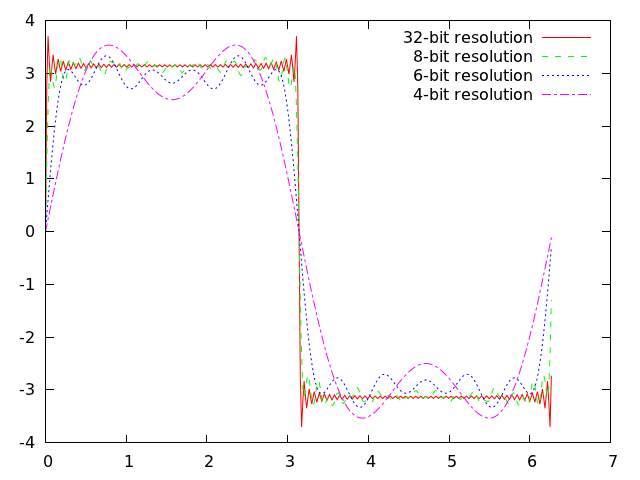 4
3
2
1
0
-1
-2
-3
-4
0 1 2 3 4 5 6 7
32-bit resolution
8-bit resolution
6-bit resolution
4-bit resolution